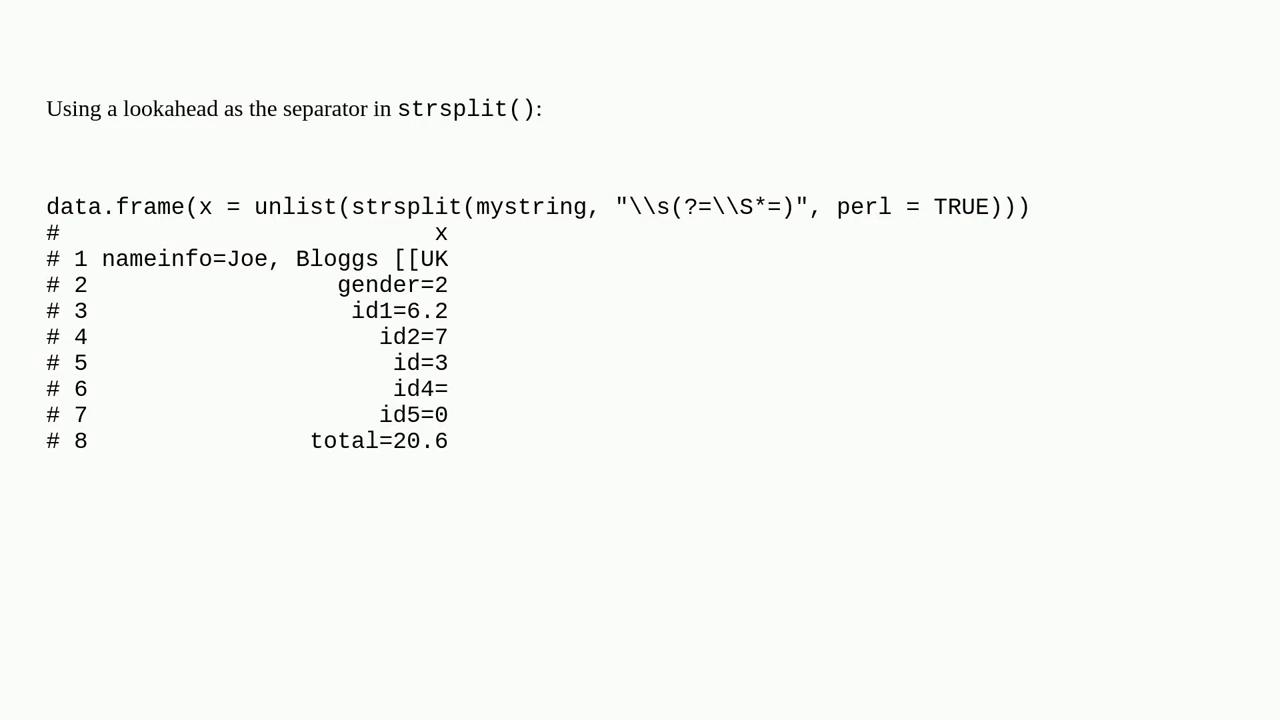 Using a lookahead as the separator in strsplit():
data.frame(x = unlist(strsplit(mystring, "\\s(?=\\S*=)", perl = TRUE)))
#                           x
# 1 nameinfo=Joe, Bloggs [[UK
# 2                  gender=2
# 3                   id1=6.2
# 4                     id2=7
# 5                      id=3
# 6                      id4=
# 7                     id5=0
# 8                total=20.6